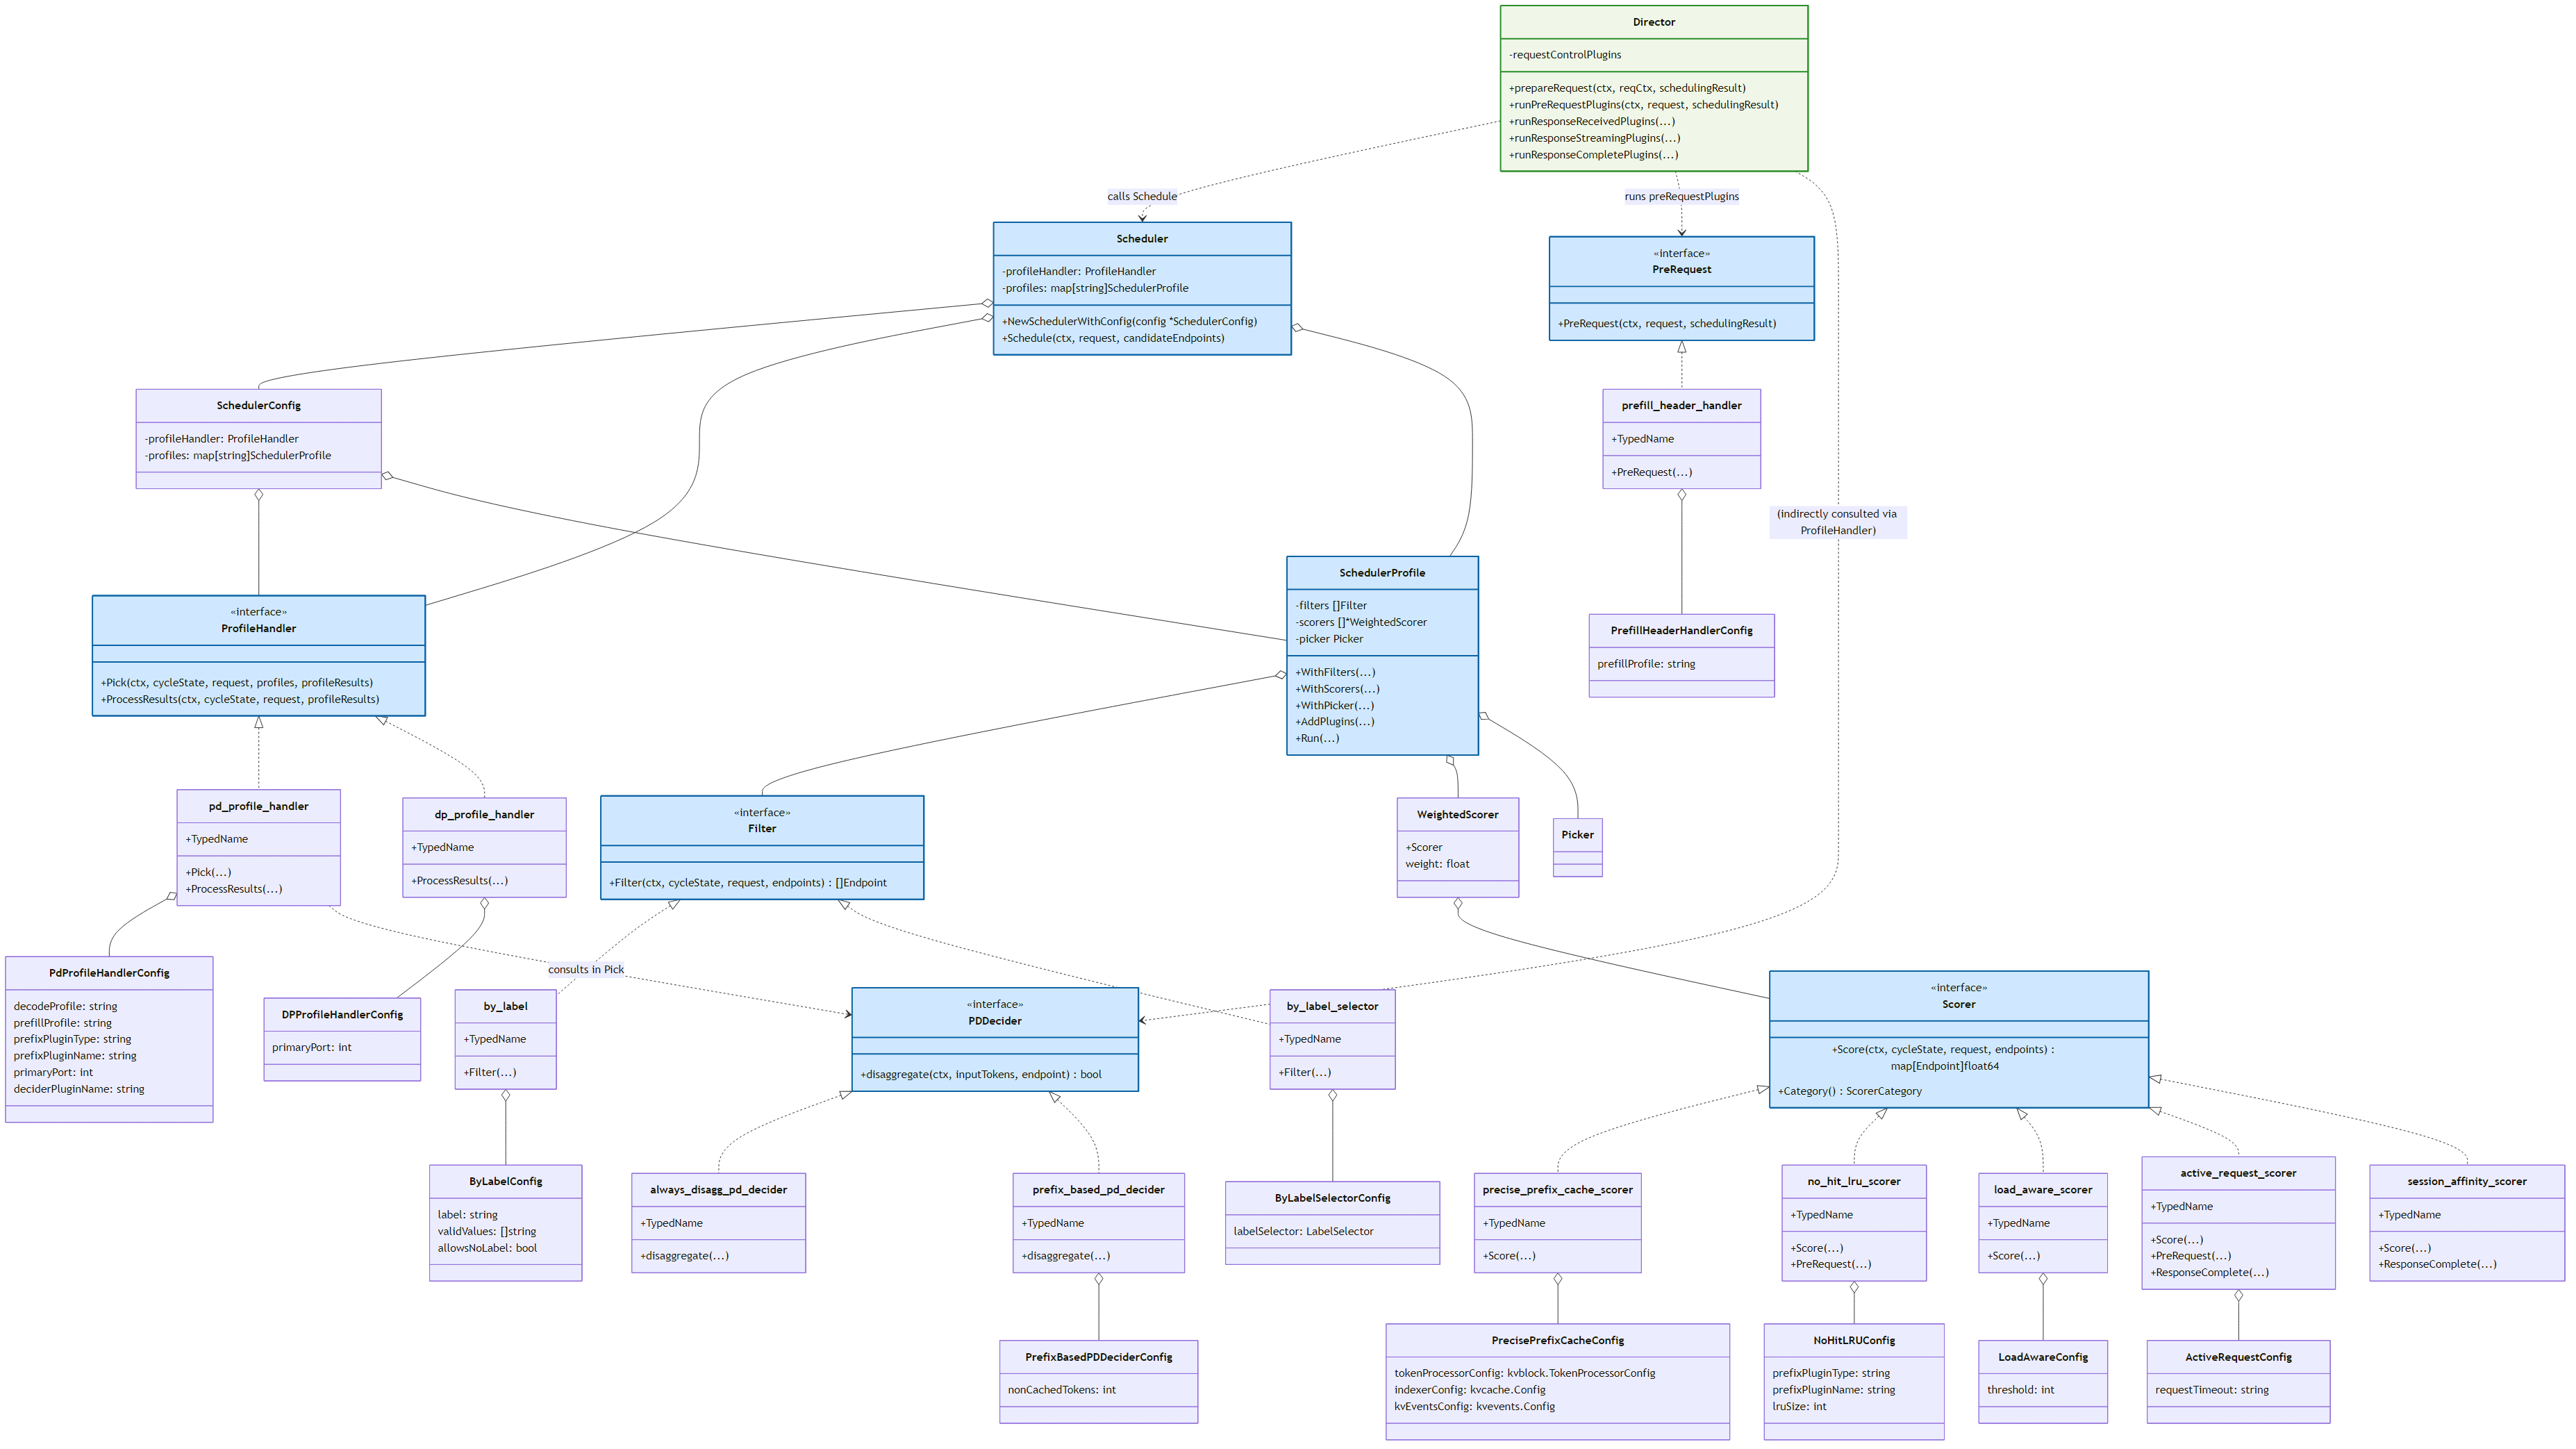 Director
-requestControlPlugins
+prepareRequest(ctx, reqCtx, schedulingResult)
+runPreRequestPlugins(ctx, request, schedulingResult)
+runResponseReceivedPlugins(...)
+runResponseStreamingPlugins(...)
+runResponseCompletePlugins(...)
calls Schedule
runs preRequestPlugins
Scheduler
-profileHandler: ProfileHandler
-profiles: map[string]SchedulerProfile
+NewSchedulerWithConfig(config *SchedulerConfig)
+Schedule(ctx, request, candidateEndpoints)
«interface»
PreRequest
+PreRequest(ctx, request, schedulingResult)
SchedulerConfig
-profileHandler: ProfileHandler
-profiles: map[string]SchedulerProfile
prefill_header_handler
+TypedName
+PreRequest(...)
(indirectly consulted via
ProfileHandler)
«interface»
ProfileHandler
+Pick(ctx, cycleState, request, profiles, profileResults)
+ProcessResults(ctx, cycleState, request, profileResults)
SchedulerProfile
-filters []Filter
-scorers []*WeightedScorer
-picker Picker
+WithFilters(...)
+WithScorers(...)
+WithPicker(...)
+AddPlugins(...)
+Run(...)
PrefillHeaderHandlerConfig
prefillProfile: string
pd_profile_handler
+TypedName
+Pick(...)
+ProcessResults(...)
dp_profile_handler
+TypedName
+ProcessResults(...)
«interface»
Filter
+Filter(ctx, cycleState, request, endpoints) : []Endpoint
WeightedScorer
+Scorer
weight: float
Picker
consults in Pick
PdProfileHandlerConfig
decodeProfile: string
prefillProfile: string
prefixPluginType: string
prefixPluginName: string
primaryPort: int
deciderPluginName: string
DPProfileHandlerConfig
primaryPort: int
by_label
+TypedName
+Filter(...)
«interface»
PDDecider
+disaggregate(ctx, inputTokens, endpoint) : bool
by_label_selector
+TypedName
+Filter(...)
«interface»
Scorer
+Score(ctx, cycleState, request, endpoints) :
map[Endpoint]float64
+Category() : ScorerCategory
ByLabelConfig
label: string
validValues: []string
allowsNoLabel: bool
always_disagg_pd_decider
+TypedName
+disaggregate(...)
prefix_based_pd_decider
+TypedName
+disaggregate(...)
ByLabelSelectorConfig
labelSelector: LabelSelector
precise_prefix_cache_scorer
+TypedName
+Score(...)
no_hit_lru_scorer
+TypedName
+Score(...)
+PreRequest(...)
load_aware_scorer
+TypedName
+Score(...)
active_request_scorer
+TypedName
+Score(...)
+PreRequest(...)
+ResponseComplete(...)
session_affinity_scorer
+TypedName
+Score(...)
+ResponseComplete(...)
PrefixBasedPDDeciderConfig
nonCachedTokens: int
PrecisePrefixCacheConfig
tokenProcessorConfig: kvblock.TokenProcessorConfig
indexerConfig: kvcache.Config
kvEventsConfig: kvevents.Config
NoHitLRUConfig
prefixPluginType: string
prefixPluginName: string
lruSize: int
LoadAwareConfig
threshold: int
ActiveRequestConfig
requestTimeout: string